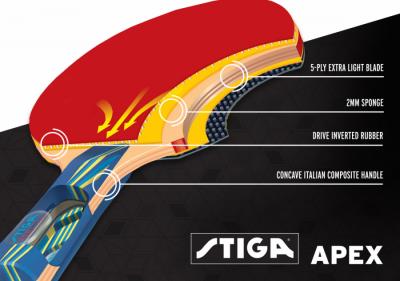 5-PLY EXTRA LIGHT BLADE
2MM SPONGE
DRIVE INVERTED RUBBER
CONCAVE ITALIAN COMPOSITE HANDLE
STIGA APEX